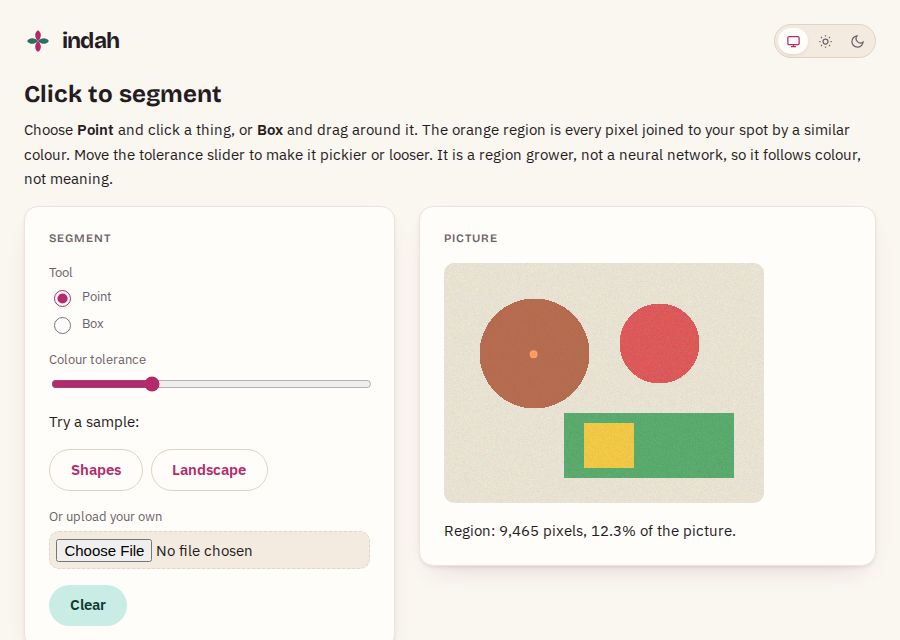 indah
Click to segment
Choose Point and click a thing, or Box and drag around it. The orange region is every pixel joined to your spot by a similar
colour. Move the tolerance slider to make it pickier or looser. It is a region grower, not a neural network, so it follows colour,
not meaning.
SEGMENT
Tool
Point
Box
Colour tolerance
Try a sample:
Shapes
Landscape
Or upload your own
Choose File No file chosen
Clear
PICTURE
Region: 9,465 pixels, 12.3% of the picture.